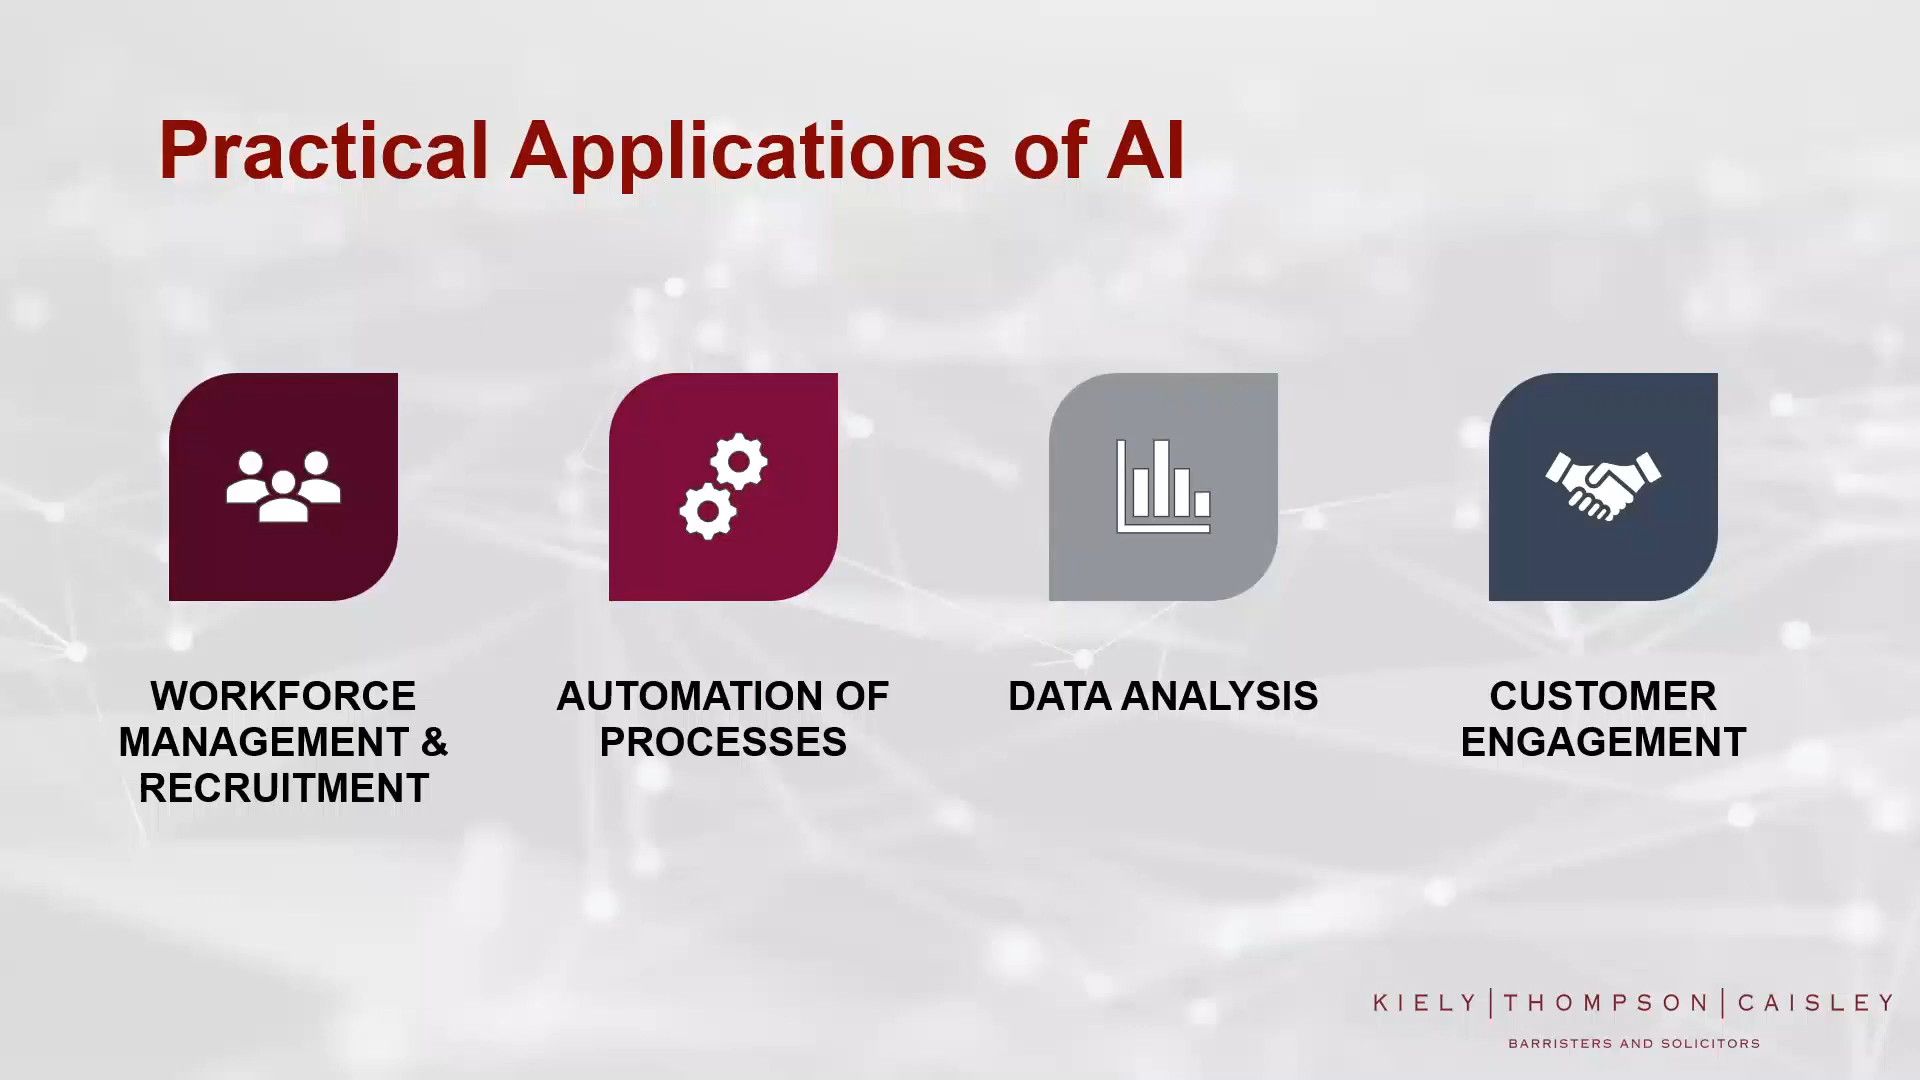 Practical Applications of AI
WORKFORCE
MANAGEMENT &
RECRUITMENT
AUTOMATION OF
PROCESSES
DATA ANALYSIS
CUSTOMER
ENGAGEMENT
KIELY|THOMPSON|CAISLEY
BARRISTERS AND SOLICITORS